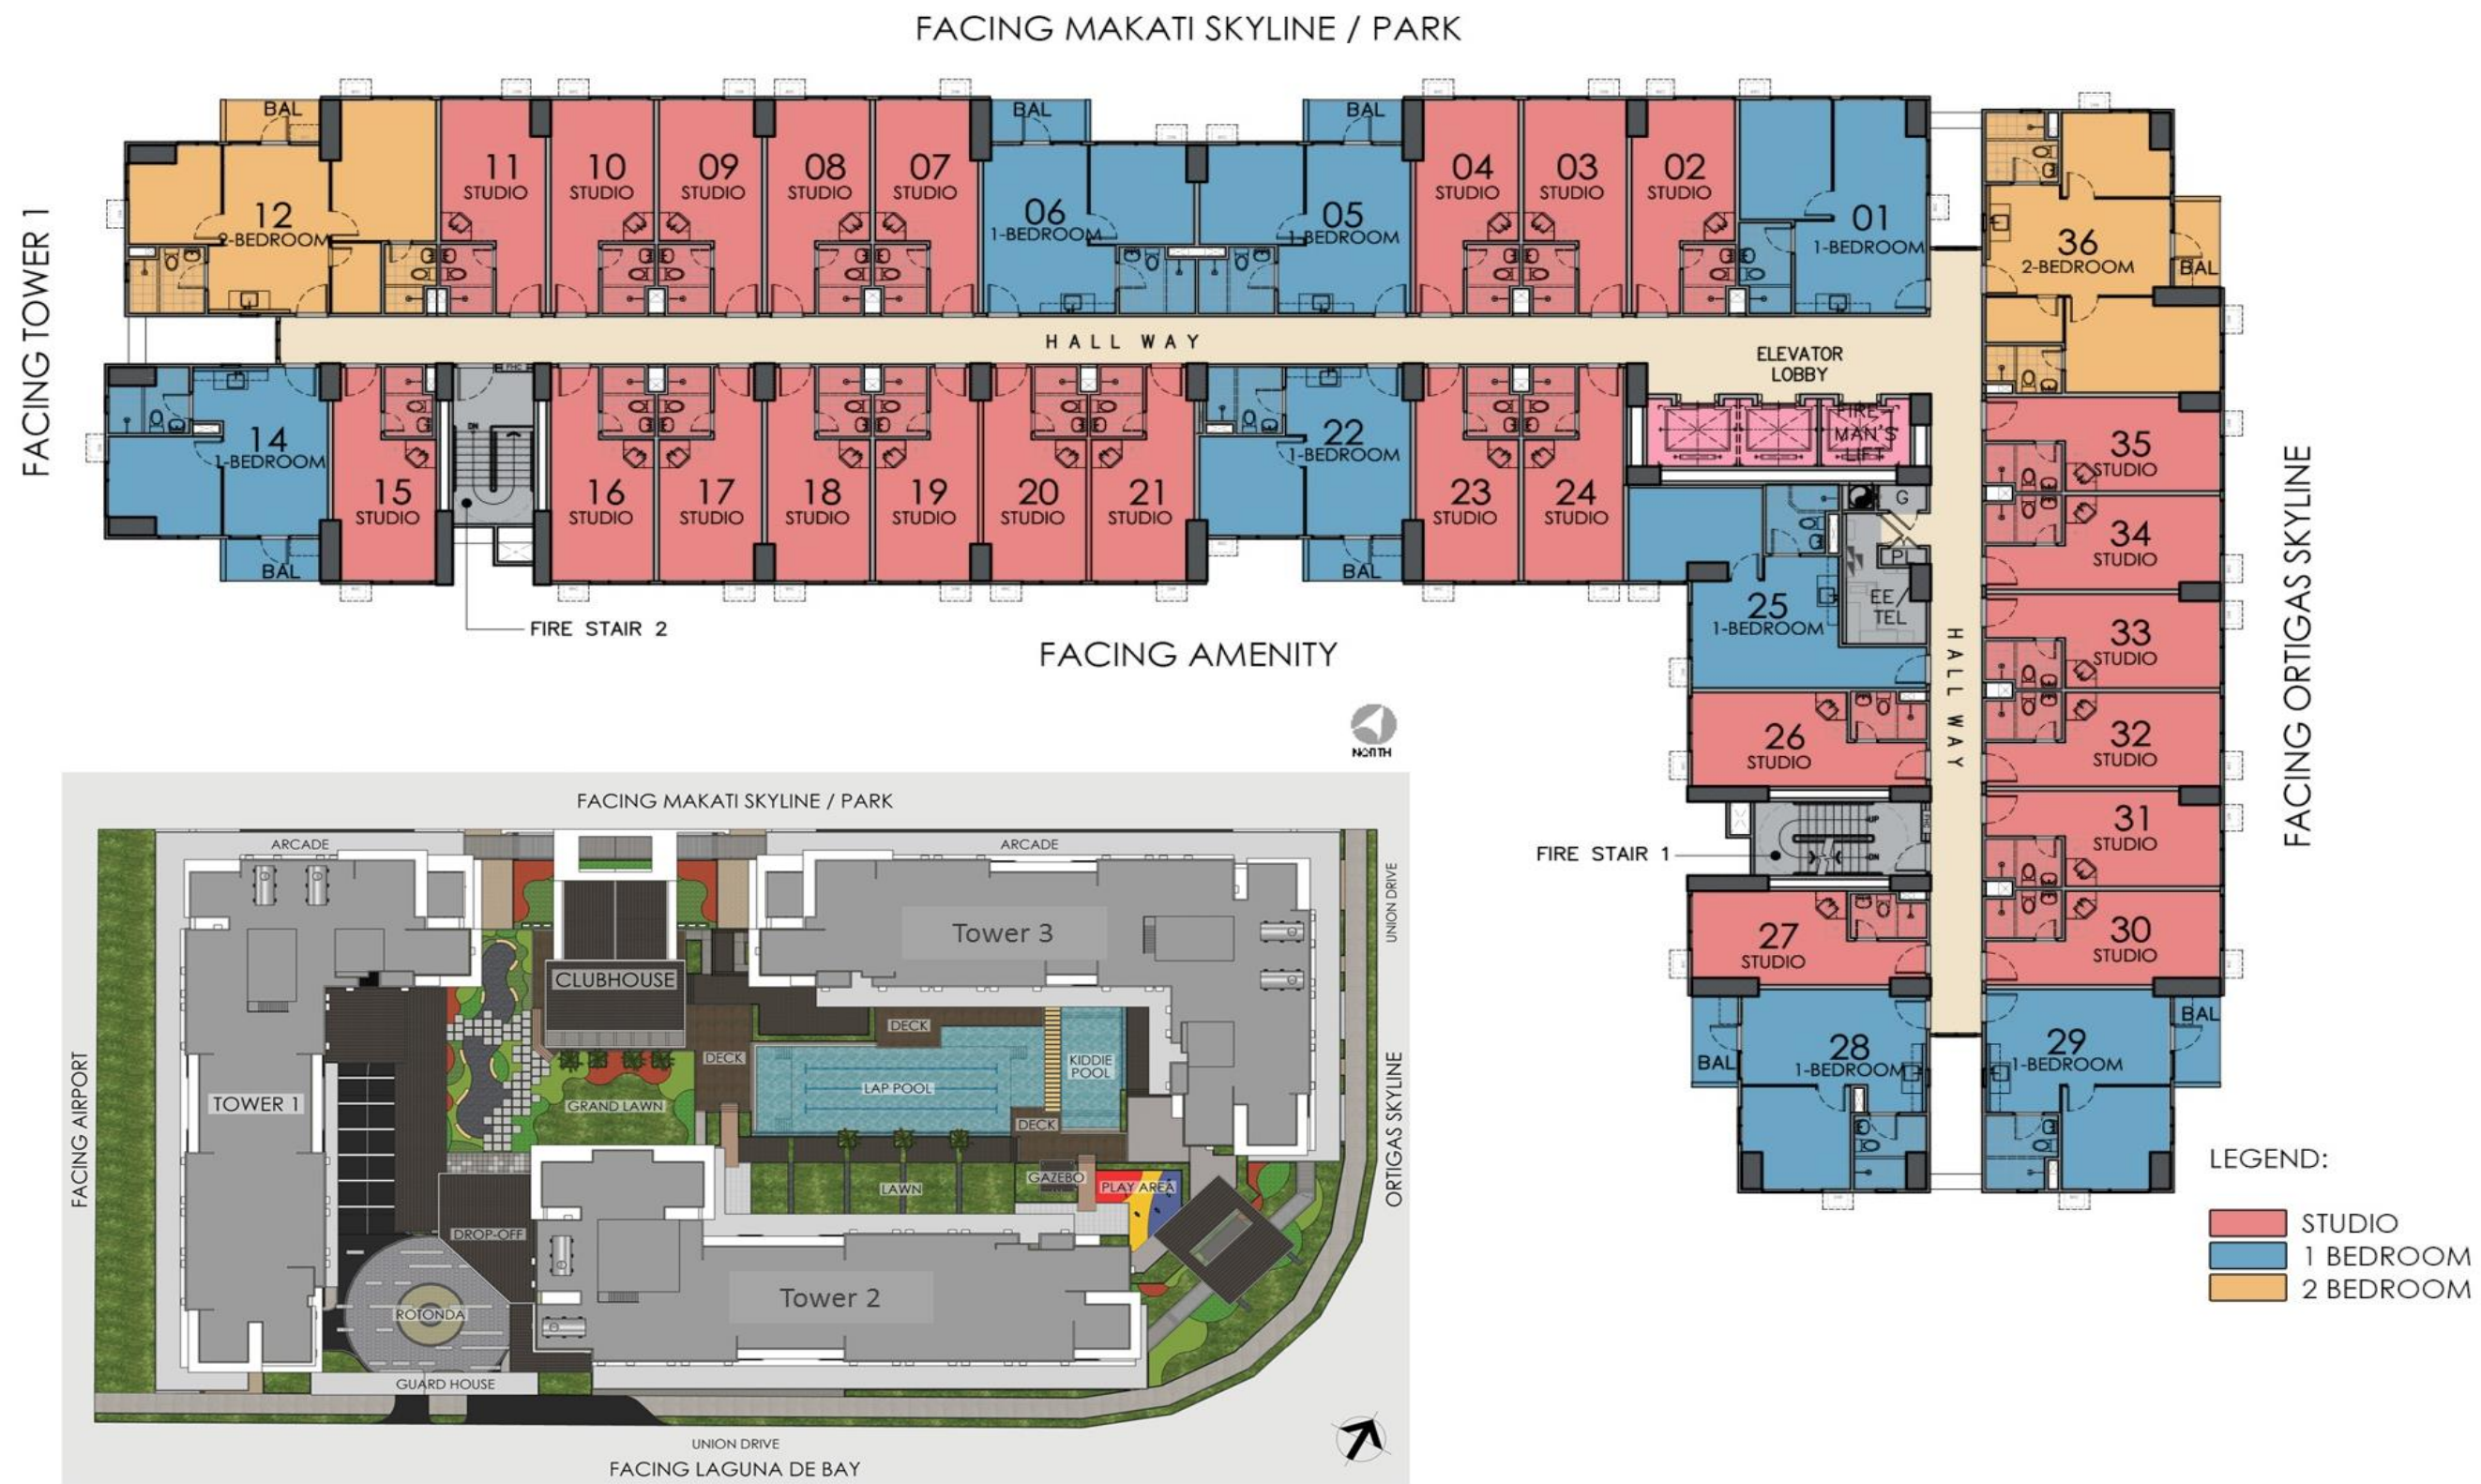 FACING MAKATI SKYLINE / PARK
FACING TOWER 1
BAL
12
2-BEDROOM
11
STUDIO
10
STUDIO
09
STUDIO
08
STUDIO
07
STUDIO
BAL
06
1-BEDROOM
BAL
05
1-BEDROOM
04
STUDIO
03
STUDIO
02
STUDIO
01
1-BEDROOM
36
2-BEDROOM
BAL
HALL WAY
ELEVATOR
LOBBY
FIRE
MAN'S
LIFT
14
1-BEDROOM
BAL
15
STUDIO
FHC
DN
16
STUDIO
17
STUDIO
18
STUDIO
19
STUDIO
20
STUDIO
21
STUDIO
22
1-BEDROOM
BAL
23
STUDIO
24
STUDIO
FIRE STAIR 2
FACING AMENITY
G
PL
EE/
TEL
25
1-BEDROOM
HALL WAY
35
STUDIO
34
STUDIO
33
STUDIO
32
STUDIO
31
STUDIO
30
STUDIO
26
STUDIO
FIRE STAIR 1
UP
DN
FHC
27
STUDIO
28
1-BEDROOM
BAL
29
1-BEDROOM
BAL
FACING ORTIGAS SKYLINE
NORTH
LEGEND:
STUDIO
1 BEDROOM
2 BEDROOM
FACING MAKATI SKYLINE / PARK
ARCADE
ARCADE
UNION DRIVE
Tower 3
CLUBHOUSE
DECK
DECK
KIDDIE
POOL
LAP POOL
GRAND LAWN
TOWER 1
FACING AIRPORT
ORTIGAS SKYLINE
DECK
GAZEBO
PLAY AREA
LAWN
DROP-OFF
Tower 2
ROTONDA
GUARD HOUSE
UNION DRIVE
FACING LAGUNA DE BAY